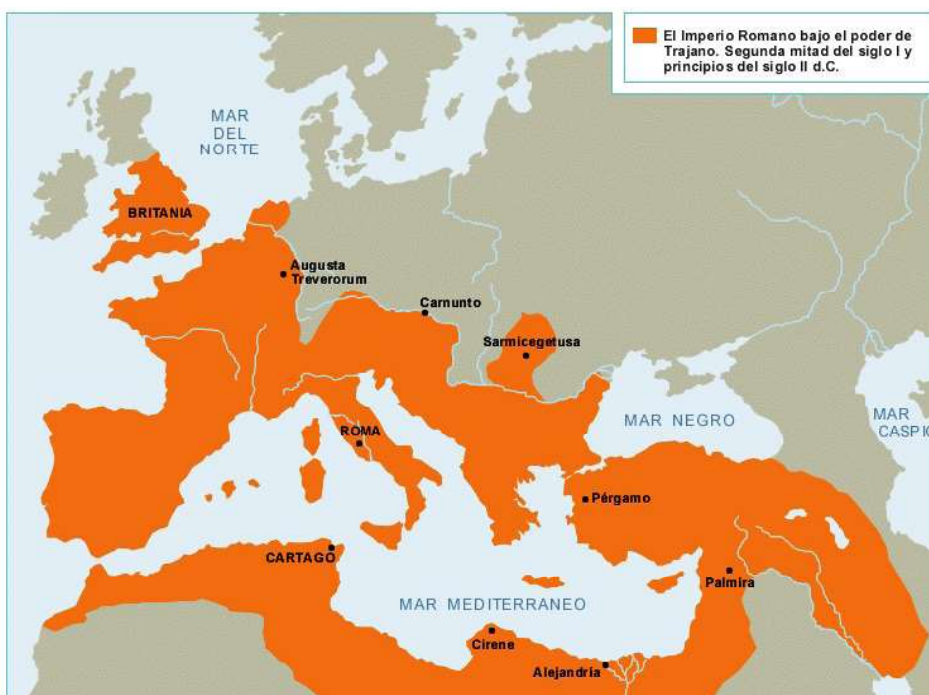 El Imperio Romano bajo el poder de
Trajano. Segunda mitad del siglo I y
principios del siglo II d.C.
MAR
DEL
NORTE
BRITANIA
Augusta
Treverorum
Carnunto
Sarmicegetusa
MAR NEGRO
MAR
CASPIO
ROMA
Pérgamo
CARTAGO
Palmira
MAR MEDITERRANEO
Cirene
Alejandría